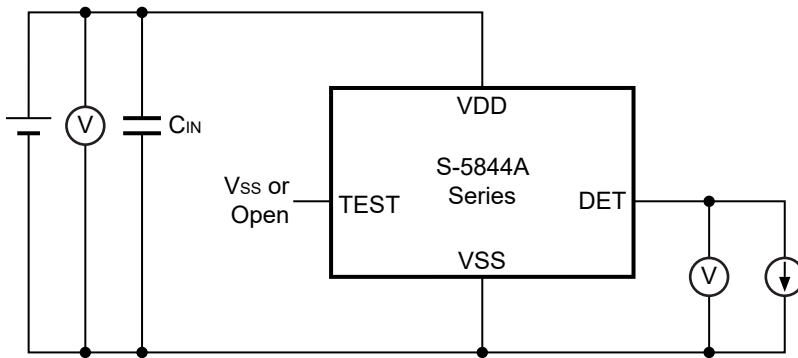 VDD
V
CIN
S-5844A
Series
VSS or
Open
TEST
DET
VSS
V